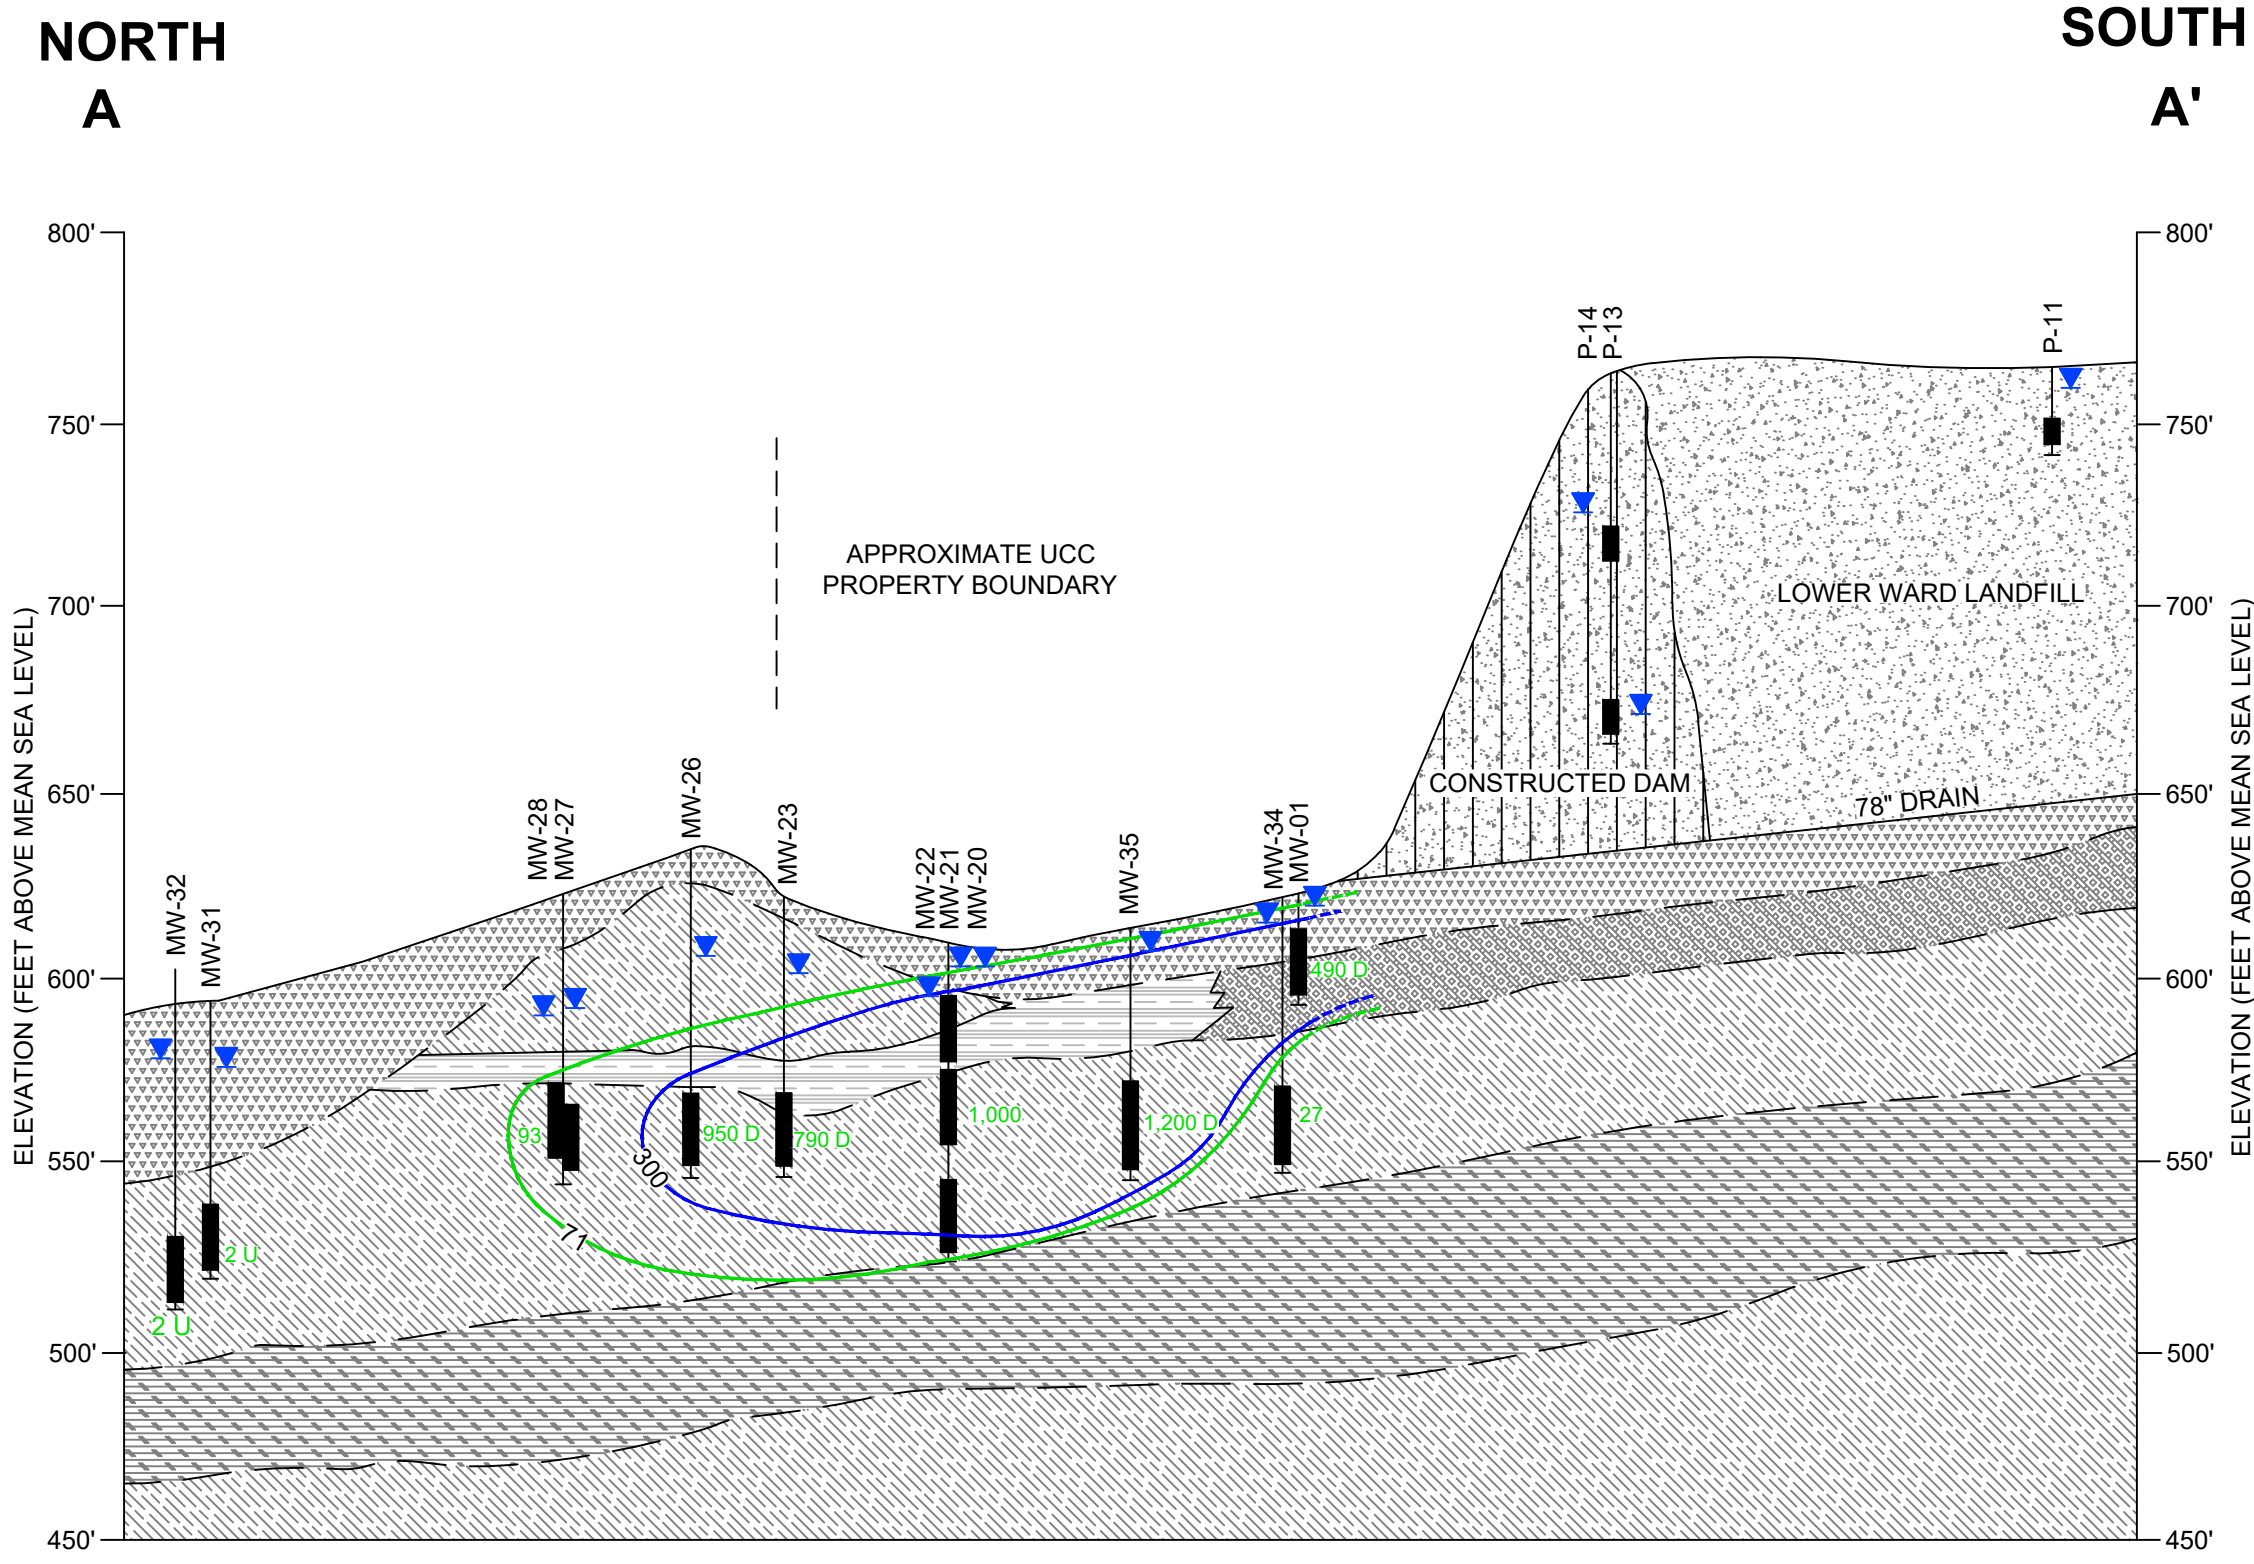 NORTH
SOUTH
A
A'
800'
800'
P-14
P-13
P-11
750'
750'
APPROXIMATE UCC
PROPERTY BOUNDARY
LOWER WARD LANDFILL
700'
700'
ELEVATION (FEET ABOVE MEAN SEA LEVEL)
ELEVATION (FEET ABOVE MEAN SEA LEVEL)
CONSTRUCTED DAM
78" DRAIN
650'
650'
MW-32
MW-31
MW-28
MW-27
MW-26
MW-23
MW-22
MW-21
MW-20
MW-35
MW-34
MW-01
600'
600'
490 D
93
950 D
790 D
1,000
1,200 D
27
300
550'
550'
71
2 U
2 U
500'
500'
450'
450'